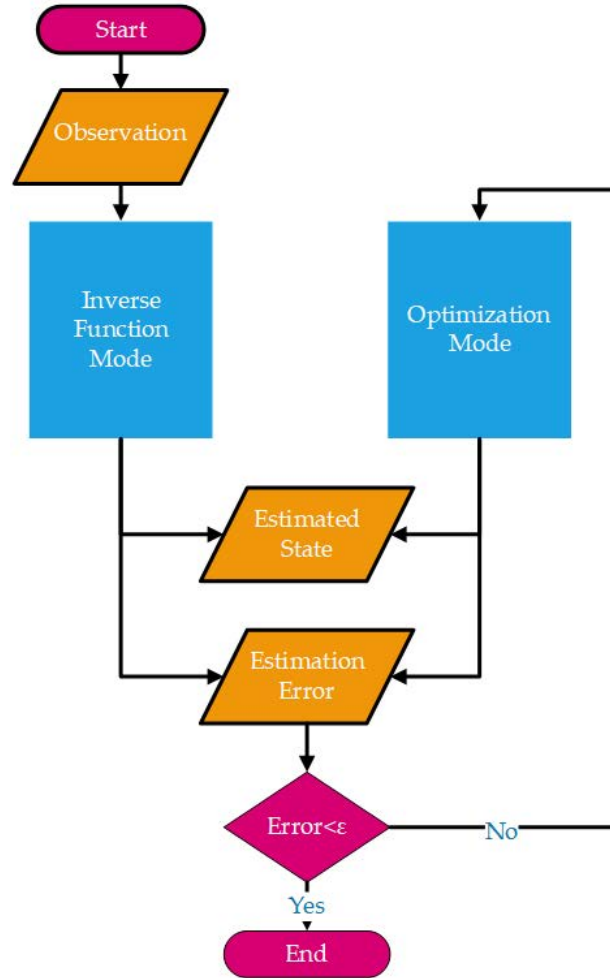 Start
Observation
Inverse
Function
Mode
Optimization
Mode
Estimated
State
Estimation
Error
Error<ε
No
Yes
End